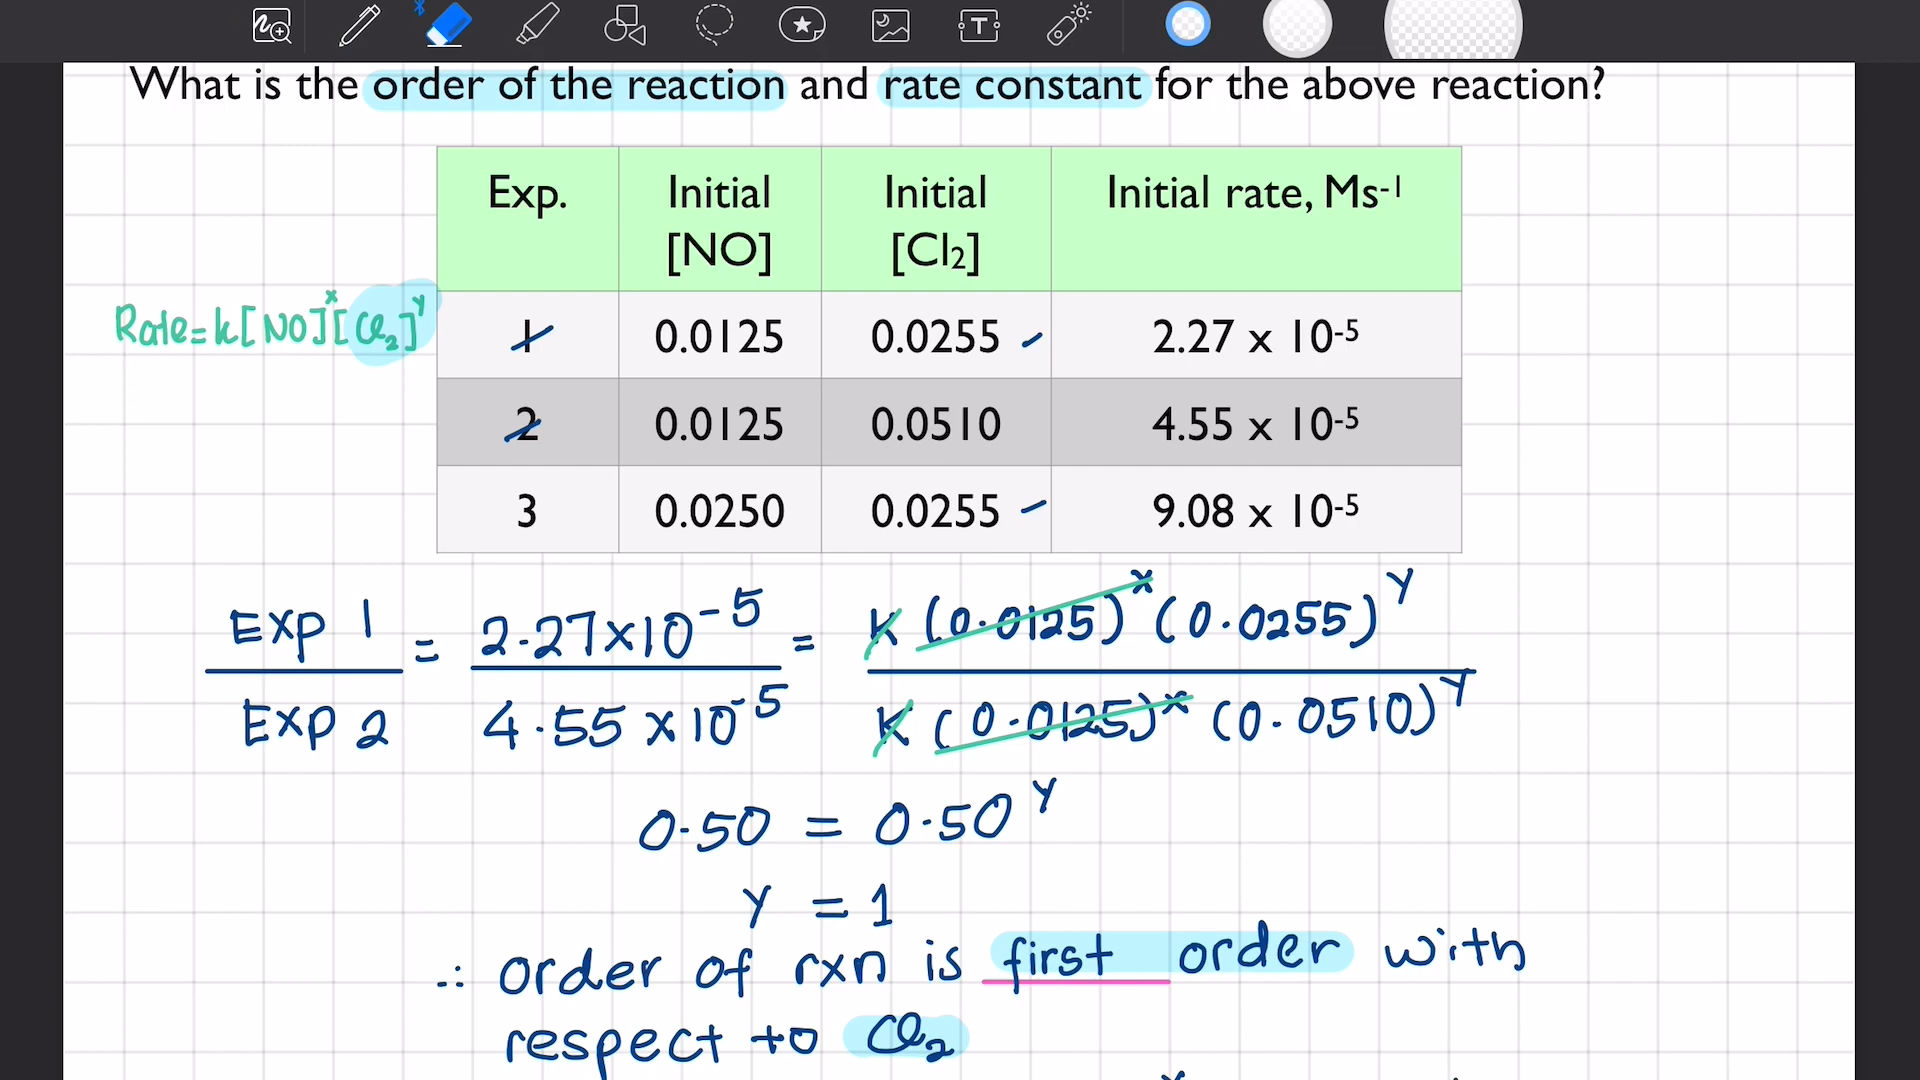 What is the order of the reaction and rate constant for the above reaction?
Exp. Initial [NO] Initial [Cl₂] Initial rate, Ms⁻¹
Rate=k[NO]ˣ[Cl₂]ʸ
1 0.0125 0.0255 2.27 x 10⁻⁵
2 0.0125 0.0510 4.55 x 10⁻⁵
3 0.0250 0.0255 9.08 x 10⁻⁵
Exp 1 = 2.27x10⁻⁵ = K (0.0125)ˣ (0.0255)ʸ
Exp 2 4.55 x 10⁻⁵ K (0.0125)ˣ (0.0510)ʸ
0.50 = 0.50ʸ
y = 1
∴ order of rxn is first order with
respect to Cl₂